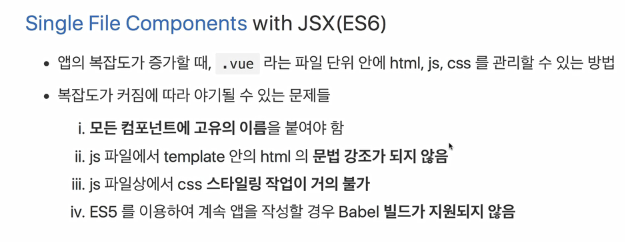 Single File Components with JSX(ES6)
• 앱의 복잡도가 증가할 때, .vue 라는 파일 단위 안에 html, js, css 를 관리할 수 있는 방법
• 복잡도가 커짐에 따라 야기될 수 있는 문제들
i. 모든 컴포넌트에 고유의 이름을 붙여야 함
ii. js 파일에서 template 안의 html 의 문법 강조가 되지 않음
iii. js 파일상에서 css 스타일링 작업이 거의 불가
iv. ES5 를 이용하여 계속 앱을 작성할 경우 Babel 빌드가 지원되지 않음